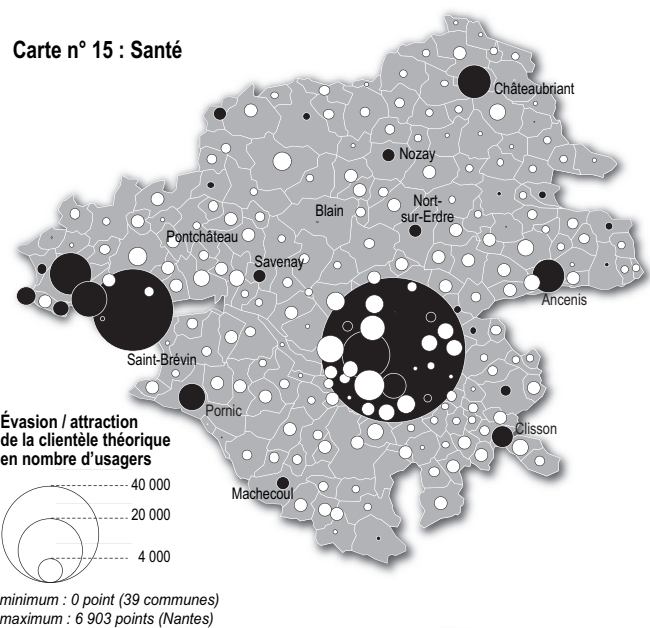 Carte n° 15 : Santé
Châteaubriant
Nozay
Blain
Nort-
sur-Erdre
Pontchâteau
Savenay
Ancenis
Saint-Brévin
Pornic
Clisson
Machecoul
Évasion / attraction
de la clientèle théorique
en nombre d'usagers
40 000
20 000
4 000
minimum : 0 point (39 communes)
maximum : 6 903 points (Nantes)